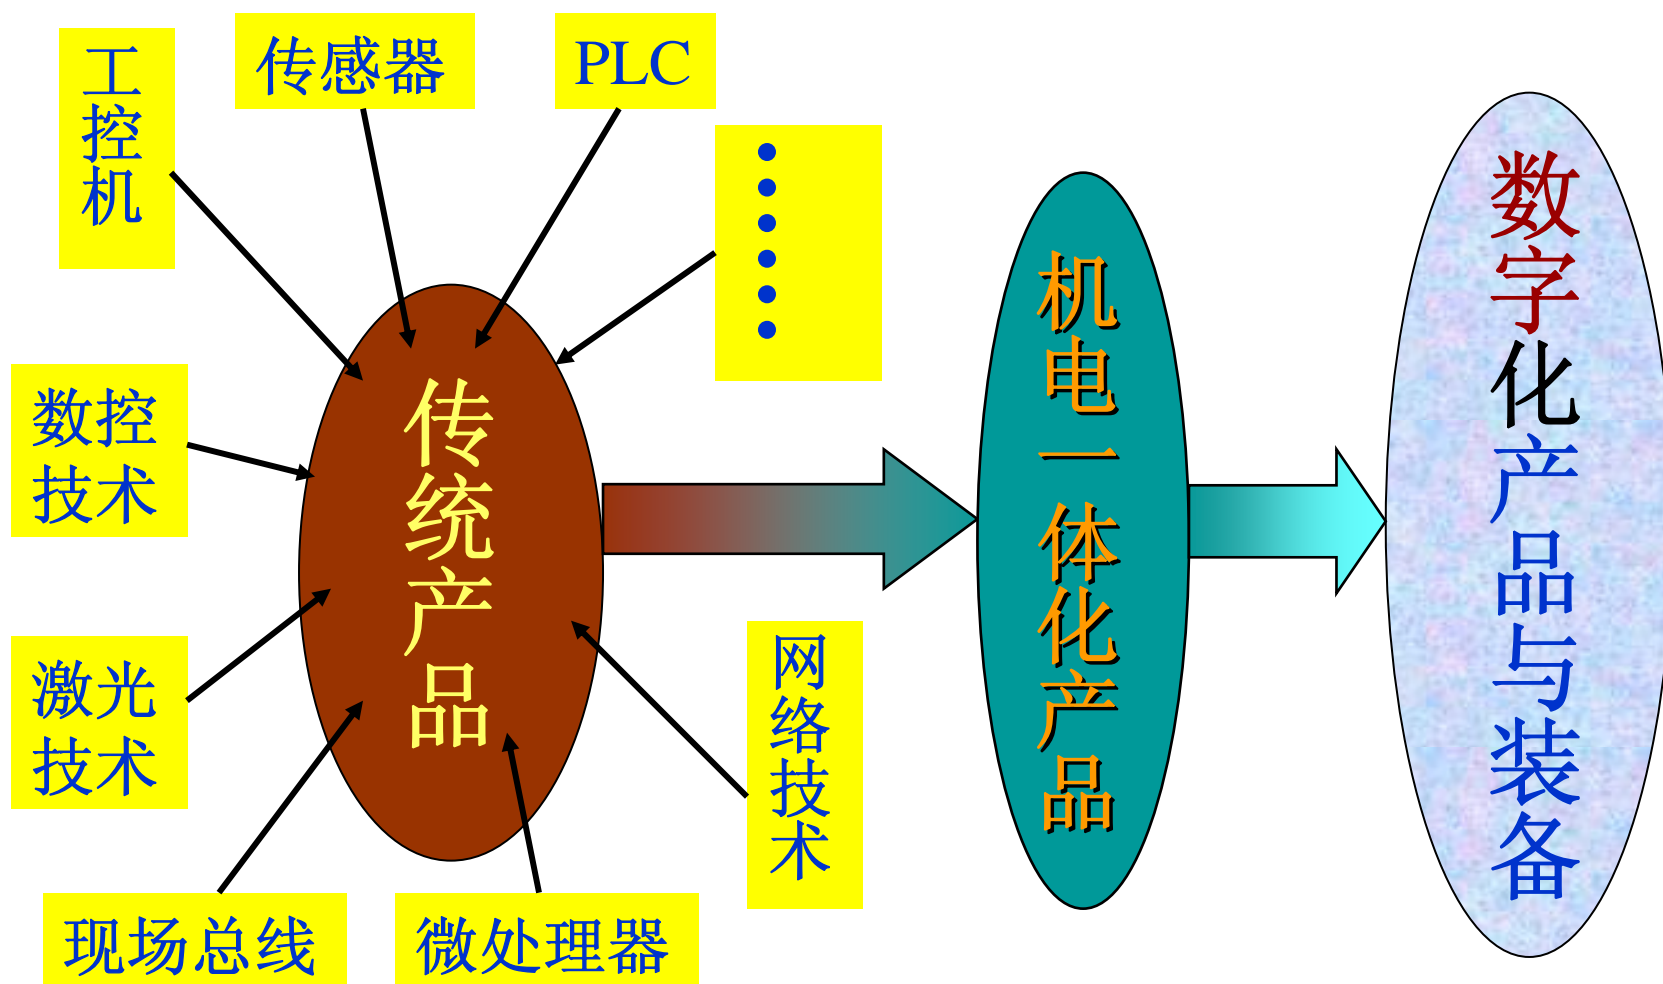 工控机
传感器
PLC
••••••
数控
技术
激光
技术
现场总线
微处理器
网络技术
传统产品
机电一体化产品
数字化产品与装备